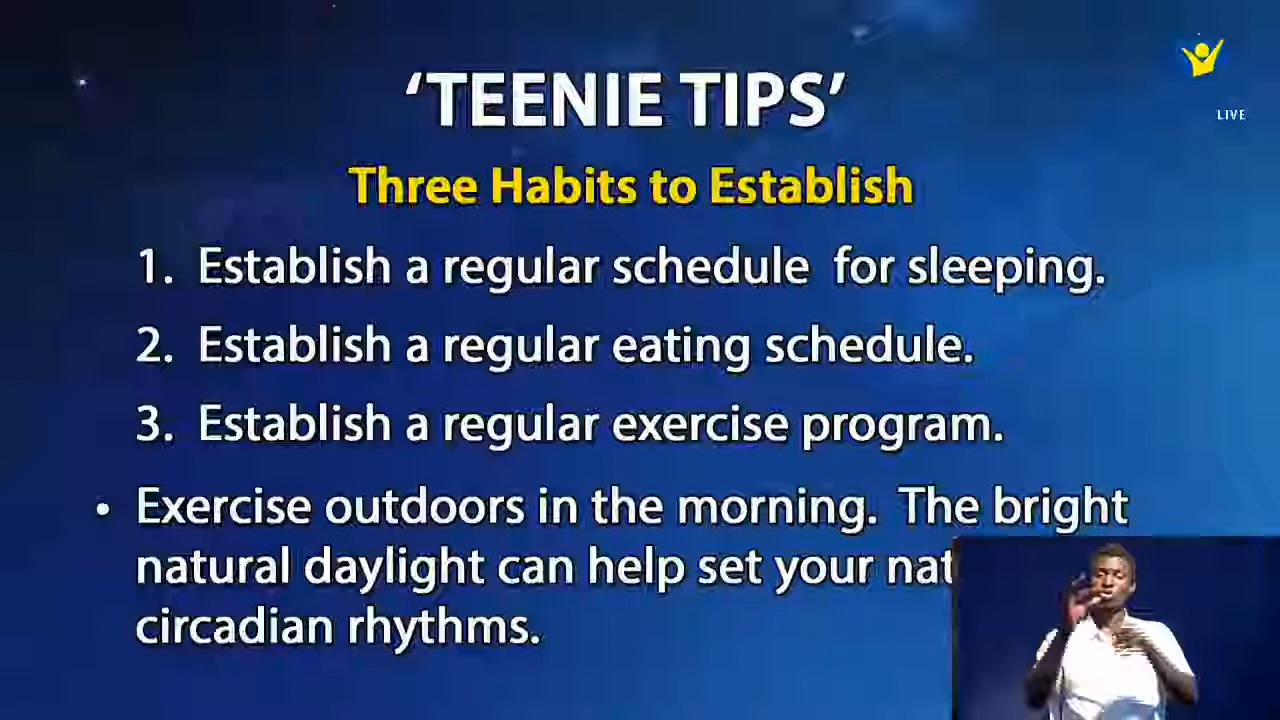 ‘TEENIE TIPS’
LIVE
Three Habits to Establish
1. Establish a regular schedule for sleeping.
2. Establish a regular eating schedule.
3. Establish a regular exercise program.
• Exercise outdoors in the morning. The bright
natural daylight can help set your
circadian rhythms.